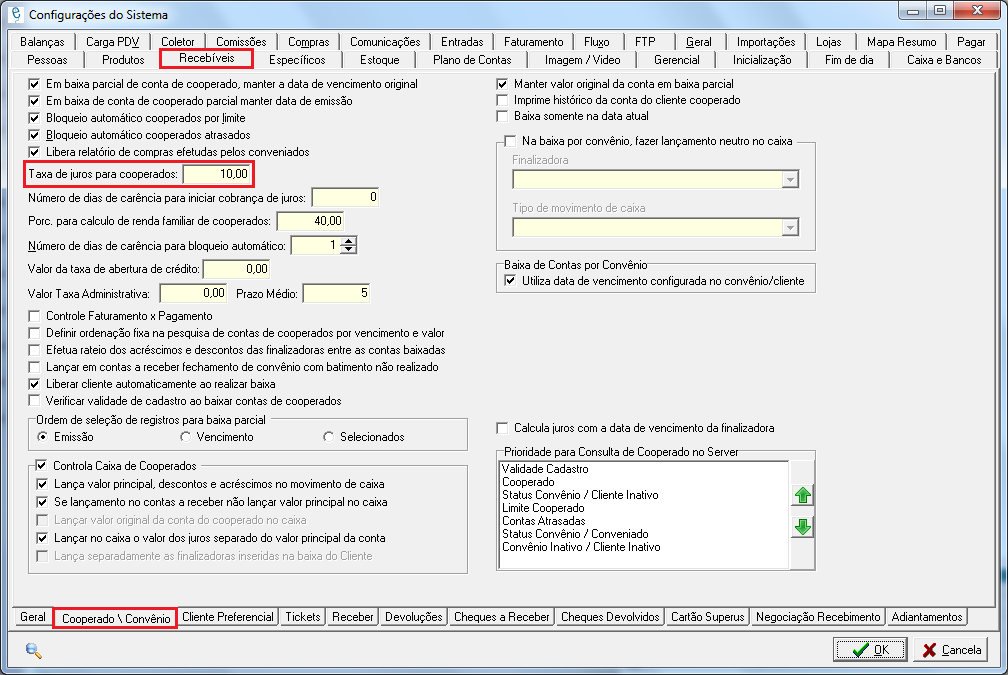 Configurações do Sistema
Balanças Carga PDV Coletor Comissões Compras Comunicações Entradas Faturamento Fluxo FTP Geral Importações Lojas Mapa Resumo Pagar
Pessoas Produtos Recebíveis Específicos Estoque Plano de Contas Imagem / Video Gerencial Inicialização Fim de dia Caixa e Bancos
Em baixa parcial de conta de cooperado, manter a data de vencimento original
Em baixa de conta de cooperado parcial manter data de emissão
Bloqueio automático cooperados por limite
Bloqueio automático cooperados atrasados
Libera relatório de compras efetuadas pelos conveniados
Taxa de juros para cooperados: 10,00
Número de dias de carência para iniciar cobrança de juros: 0
Porc. para calculo de renda familiar de cooperados: 40,00
Número de dias de carência para bloqueio automático: 1
Valor da taxa de abertura de crédito: 0,00
Valor Taxa Administrativa: 0,00 Prazo Médio: 5
Controle Faturamento x Pagamento
Definir ordenação fixa na pesquisa de contas de cooperados por vencimento e valor
Efetua rateio dos acréscimos e descontos das finalizadoras entre as contas baixadas
Lançar em contas a receber fechamento de convênio com batimento não realizado
Liberar cliente automaticamente ao realizar baixa
Verificar validade de cadastro ao baixar contas de cooperados
Ordem de seleção de registros para baixa parcial
Emissão Vencimento Selecionados
Controla Caixa de Cooperados
Lança valor principal, descontos e acréscimos no movimento de caixa
Se lançamento no contas a receber não lançar valor principal no caixa
Lançar valor original da conta do cooperado no caixa
Lançar no caixa o valor dos juros separado do valor principal da conta
Lança separadamente as finalizadoras inseridas na baixa do Cliente
Manter valor original da conta em baixa parcial
Imprime histórico da conta do cliente cooperado
Baixa somente na data atual
Na baixa por convênio, fazer lançamento neutro no caixa
Finalizadora
Tipo de movimento de caixa
Baixa de Contas por Convênio
Utiliza data de vencimento configurada no convênio/cliente
Calcula juros com a data de vencimento da finalizadora
Prioridade para Consulta de Cooperado no Server
Validade Cadastro
Cooperado
Status Convênio / Cliente Inativo
Limite Cooperado
Contas Atrasadas
Status Convênio / Conveniado
Convênio Inativo / Cliente Inativo
Geral Cooperado \ Convênio Cliente Preferencial Tickets Receber Devoluções Cheques a Receber Cheques Devolvidos Cartão Superus Negociação Recebimento Adiantamentos
OK Cancela